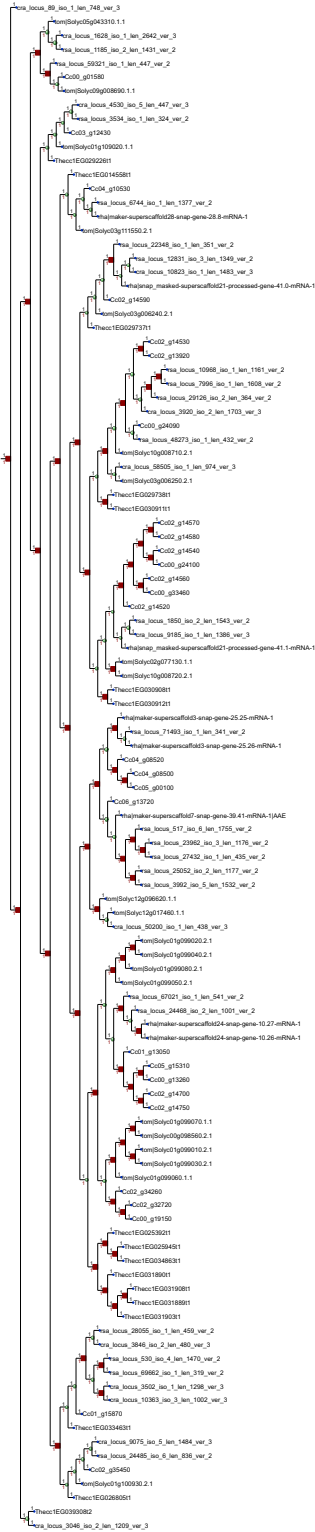 cra_locus_89_iso_1_len_748_ver_3
tom|Solyc05g043310.1.1
cra_locus_1628_iso_1_len_2642_ver_3
rsa_locus_1185_iso_2_len_1431_ver_2
rsa_locus_59321_iso_1_len_447_ver_2
Cc00_g01580
tom|Solyc09g008690.1.1
cra_locus_4530_iso_5_len_447_ver_3
rsa_locus_3534_iso_1_len_324_ver_2
Cc03_g12430
tom|Solyc01g109020.1.1
Thecc1EG029226t1
Thecc1EG014558t1
Cc04_g10530
rsa_locus_6744_iso_1_len_1377_ver_2
rha|maker-superscaffold28-snap-gene-28.8-mRNA-1
tom|Solyc03g111550.2.1
rsa_locus_22348_iso_1_len_351_ver_2
rsa_locus_12831_iso_3_len_1349_ver_2
cra_locus_10823_iso_1_len_1483_ver_3
rha|snap_masked-superscaffold21-processed-gene-41.0-mRNA-1
Cc02_g14590
tom|Solyc03g006240.2.1
Thecc1EG029737t1
Cc02_g14530
Cc02_g13920
rsa_locus_10968_iso_1_len_1161_ver_2
rsa_locus_7996_iso_1_len_1608_ver_2
rsa_locus_29126_iso_2_len_364_ver_2
cra_locus_3920_iso_2_len_1703_ver_3
Cc00_g24090
rsa_locus_48273_iso_1_len_432_ver_2
tom|Solyc10g008710.2.1
cra_locus_58505_iso_1_len_974_ver_3
tom|Solyc03g006250.2.1
Thecc1EG029738t1
Thecc1EG030911t1
Cc02_g14570
Cc02_g14580
Cc02_g14540
Cc00_g24100
Cc02_g14560
Cc00_g33460
Cc02_g14520
rsa_locus_1850_iso_2_len_1543_ver_2
cra_locus_9185_iso_1_len_1386_ver_3
rha|snap_masked-superscaffold21-processed-gene-41.1-mRNA-1
tom|Solyc02g077130.1.1
tom|Solyc10g008720.2.1
Thecc1EG030908t1
Thecc1EG030912t1
rha|maker-superscaffold3-snap-gene-25.25-mRNA-1
rsa_locus_71493_iso_1_len_341_ver_2
rha|maker-superscaffold3-snap-gene-25.26-mRNA-1
Cc04_g08520
Cc04_g08500
Cc05_g00100
Cc06_g13720
rha|maker-superscaffold7-snap-gene-39.41-mRNA-1|AAE
rsa_locus_517_iso_6_len_1755_ver_2
rsa_locus_23962_iso_3_len_1176_ver_2
rsa_locus_27432_iso_1_len_435_ver_2
rsa_locus_25052_iso_2_len_1177_ver_2
rsa_locus_3992_iso_5_len_1532_ver_2
tom|Solyc12g096620.1.1
tom|Solyc12g017460.1.1
cra_locus_50200_iso_1_len_438_ver_3
tom|Solyc01g099020.2.1
tom|Solyc01g099040.2.1
tom|Solyc01g099080.2.1
tom|Solyc01g099050.2.1
rsa_locus_67021_iso_1_len_541_ver_2
rsa_locus_24468_iso_2_len_1001_ver_2
rha|maker-superscaffold24-snap-gene-10.27-mRNA-1
rha|maker-superscaffold24-snap-gene-10.26-mRNA-1
Cc01_g13050
Cc05_g15310
Cc00_g13260
Cc02_g14700
Cc02_g14750
tom|Solyc01g099070.1.1
tom|Solyc00g098560.2.1
tom|Solyc01g099010.2.1
tom|Solyc01g099030.2.1
tom|Solyc01g099060.1.1
Cc02_g34260
Cc02_g32720
Cc00_g19150
Thecc1EG025392t1
Thecc1EG025945t1
Thecc1EG034863t1
Thecc1EG031890t1
Thecc1EG031908t1
Thecc1EG031889t1
Thecc1EG031903t1
rsa_locus_28055_iso_1_len_459_ver_2
cra_locus_3846_iso_2_len_480_ver_3
rsa_locus_530_iso_4_len_1470_ver_2
rsa_locus_69662_iso_1_len_319_ver_2
cra_locus_3502_iso_1_len_1298_ver_3
cra_locus_10363_iso_3_len_1002_ver_3
Cc01_g15870
Thecc1EG033463t1
cra_locus_9075_iso_5_len_1484_ver_3
rsa_locus_24485_iso_6_len_836_ver_2
Cc02_g35450
tom|Solyc01g100930.2.1
Thecc1EG026805t1
Thecc1EG039308t2
cra_locus_3046_iso_2_len_1209_ver_3